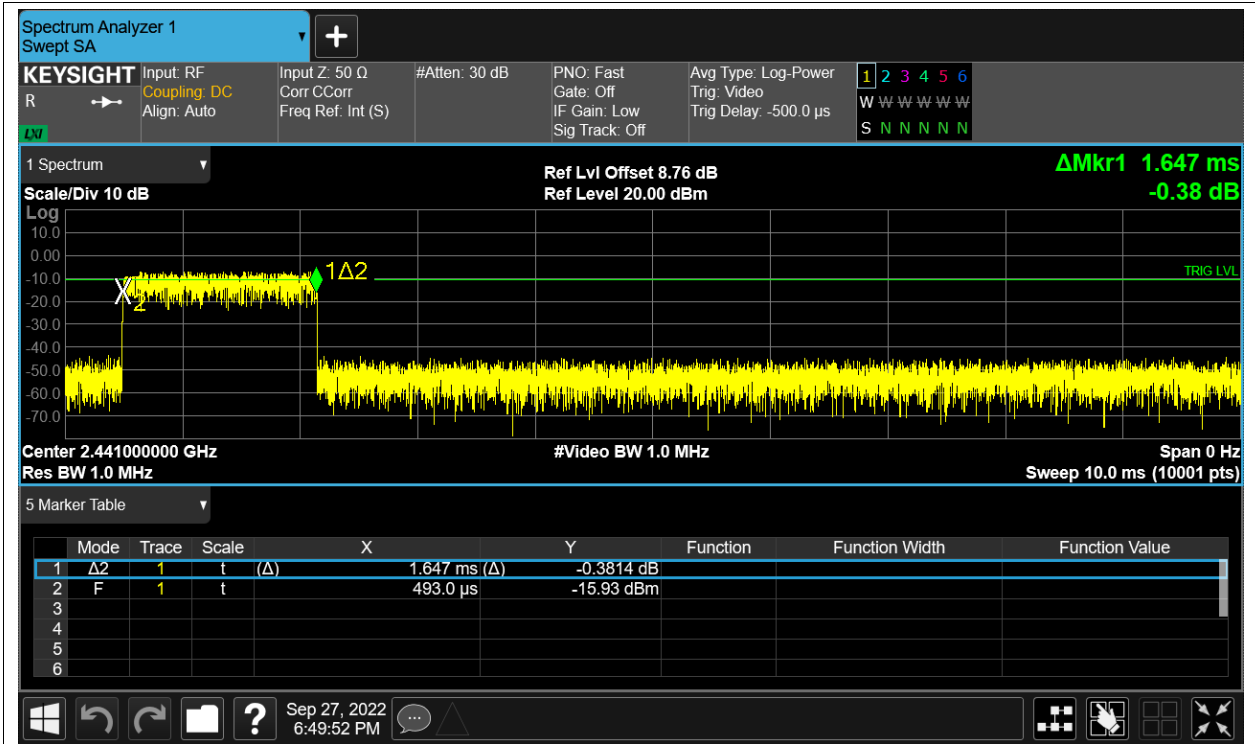 Spectrum Analyzer 1
Swept SA
+
KEYSIGHT
R
LXI
Input: RF
Coupling: DC
Align: Auto
Input Z: 50 Ω
Corr CCorr
Freq Ref: Int (S)
#Atten: 30 dB
PNO: Fast
Gate: Off
IF Gain: Low
Sig Track: Off
Avg Type: Log-Power
Trig: Video
Trig Delay: -500.0 µs
1 2 3 4 5 6
W W W W W W
S N N N N N
1 Spectrum
Scale/Div 10 dB
Ref Lvl Offset 8.76 dB
Ref Level 20.00 dBm
ΔMkr1 1.647 ms
-0.38 dB
Log
10.0
0.00
-10.0
-20.0
-30.0
-40.0
-50.0
-60.0
-70.0
X
2
1Δ2
TRIG LVL
Center 2.441000000 GHz
#Video BW 1.0 MHz
Span 0 Hz
Res BW 1.0 MHz
Sweep 10.0 ms (10001 pts)
5 Marker Table
Mode Trace Scale X Y Function Function Width Function Value
1 Δ2 1 t (Δ) 1.647 ms (Δ) -0.3814 dB
2 F 1 t 493.0 µs -15.93 dBm
3
4
5
6
?
Sep 27, 2022
6:49:52 PM